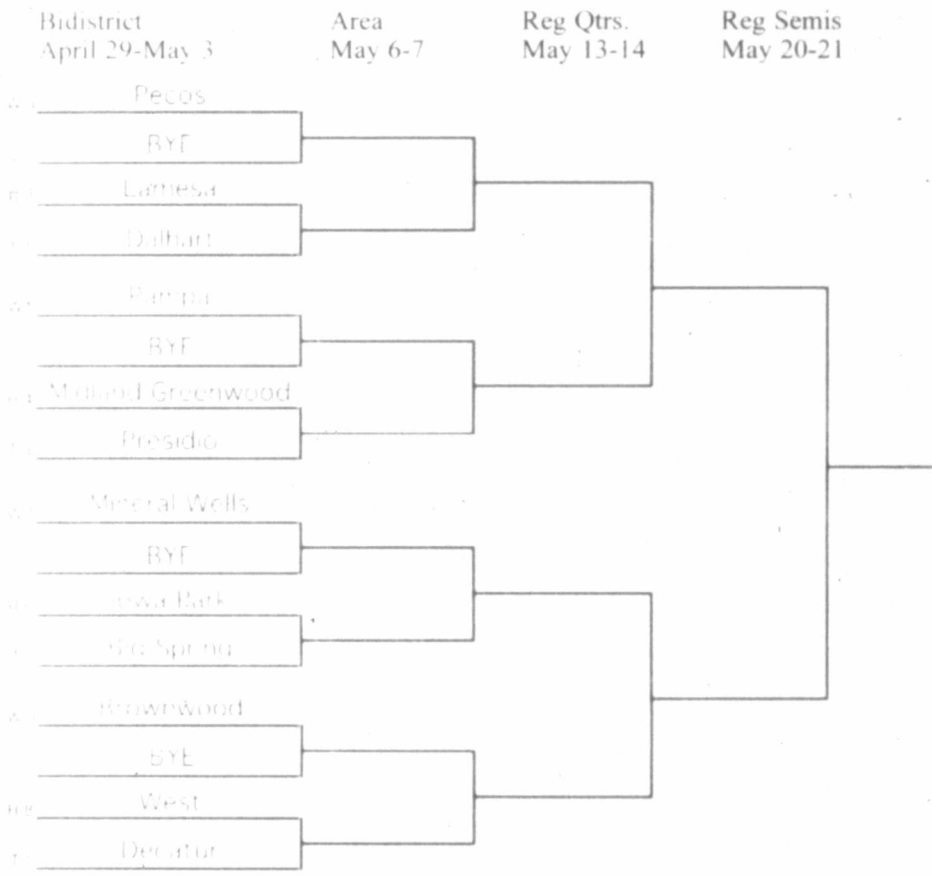 Bidistrict Area Reg Qtrs. Reg Semis
April 29-May 3 May 6-7 May 13-14 May 20-21
Pecos
BYE
Lamesa
Dalhart
Pampa
BYE
Midland Greenwood
Presidio
Mineral Wells
BYE
Iowa Park
Big Spring
Brownwood
BYE
West
Decatur